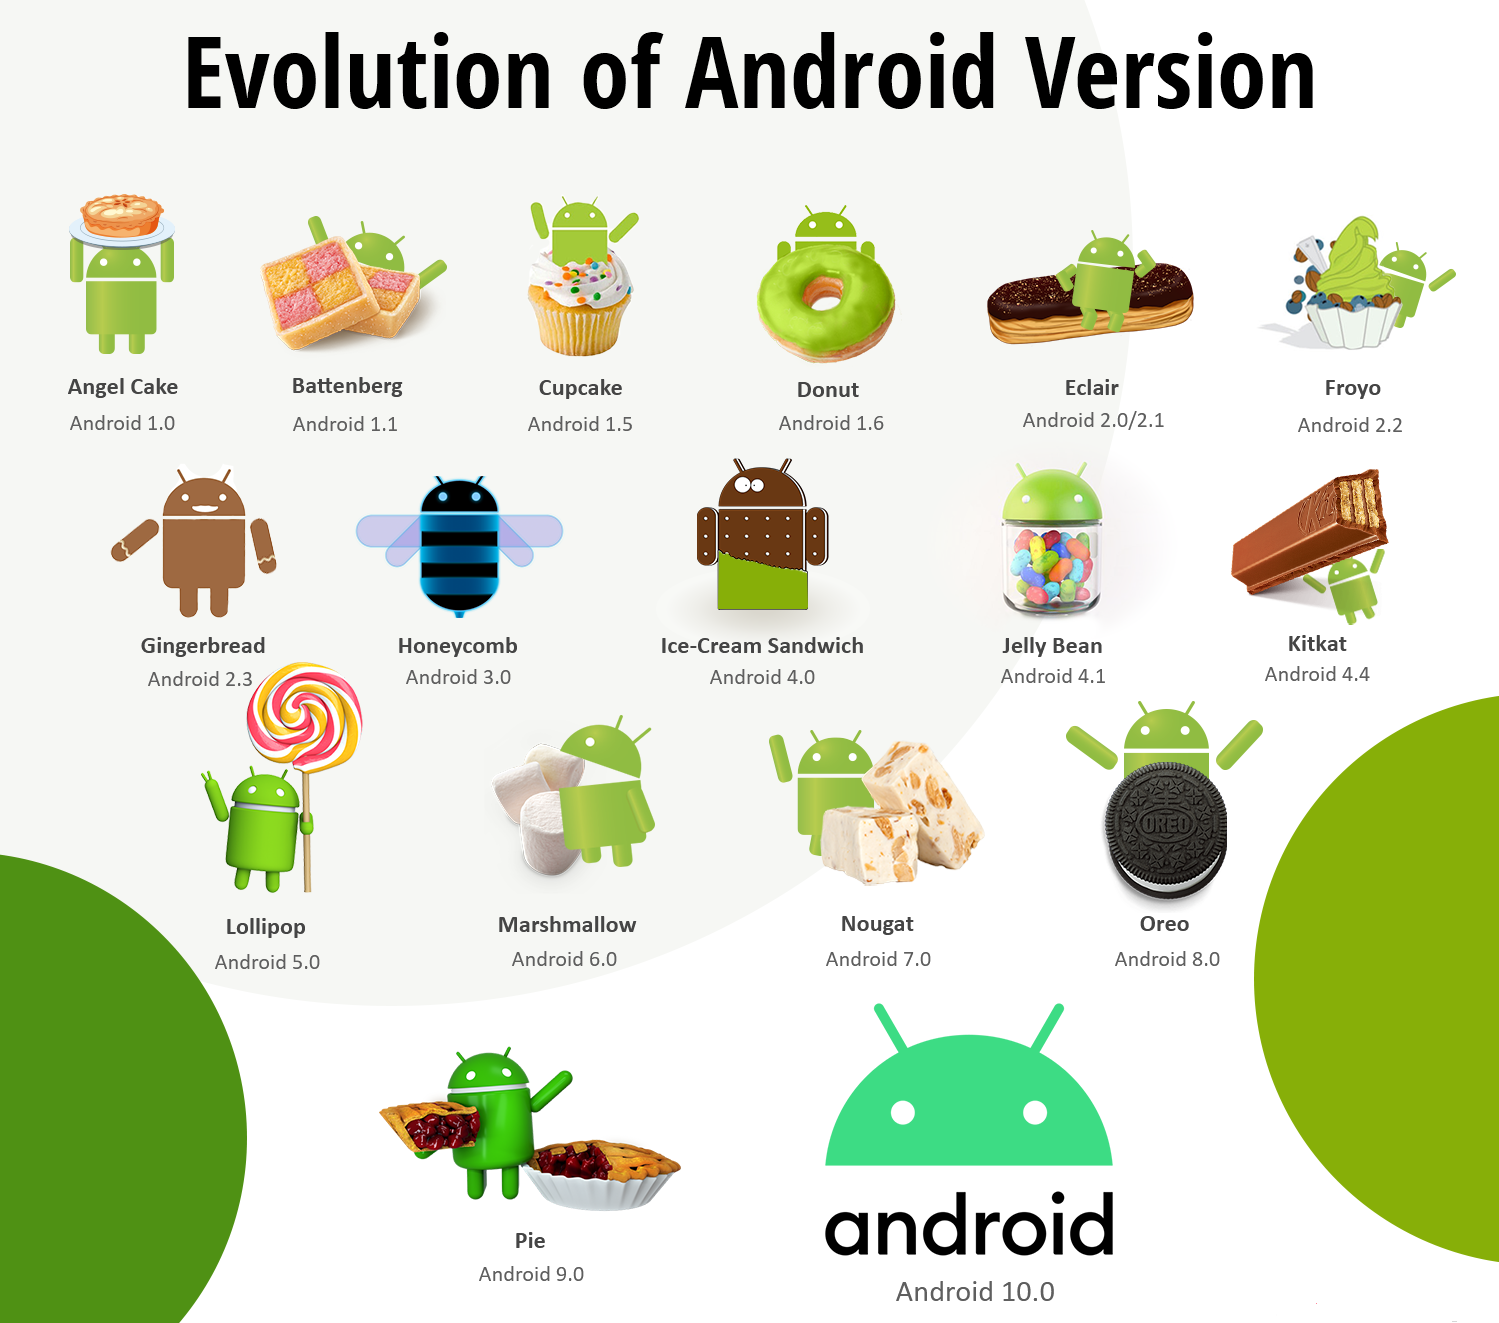 Evolution of Android Version
Angel Cake
Android 1.0
Battenberg
Android 1.1
Cupcake
Android 1.5
Donut
Android 1.6
Eclair
Android 2.0/2.1
Froyo
Android 2.2
Gingerbread
Android 2.3
Honeycomb
Android 3.0
Ice-Cream Sandwich
Android 4.0
Jelly Bean
Android 4.1
Kitkat
Android 4.4
Lollipop
Android 5.0
Marshmallow
Android 6.0
Nougat
Android 7.0
OREO
Oreo
Android 8.0
Pie
Android 9.0
android
Android 10.0